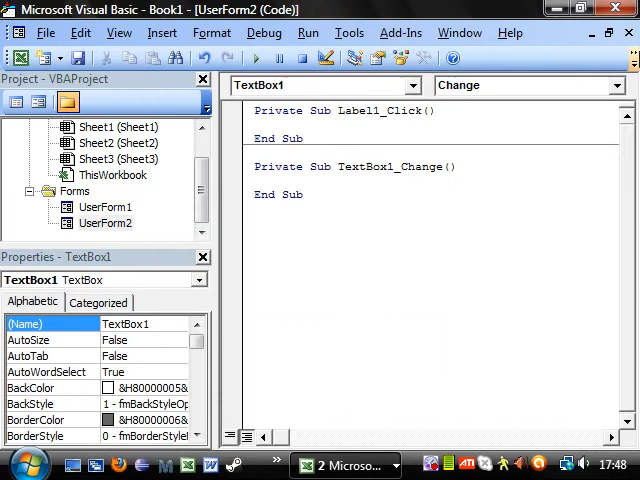 Microsoft Visual Basic - Book1 - [UserForm2 (Code)]
File Edit View Insert Format Debug Run Tools Add-Ins Window Help
Project - VBAProject
Sheet1 (Sheet1)
Sheet2 (Sheet2)
Sheet3 (Sheet3)
ThisWorkbook
Forms
UserForm1
UserForm2
Properties - TextBox1
TextBox1 TextBox
Alphabetic Categorized
(Name) TextBox1
AutoSize False
AutoTab False
AutoWordSelect True
BackColor &H80000005&
BackStyle 1 - fmBackStyleOp
BorderColor &H80000006&
BorderStyle 0 - fmBorderStyleN
TextBox1 Change
Private Sub Label1_Click()
End Sub
Private Sub TextBox1_Change()
End Sub
2 Microso...
17:48